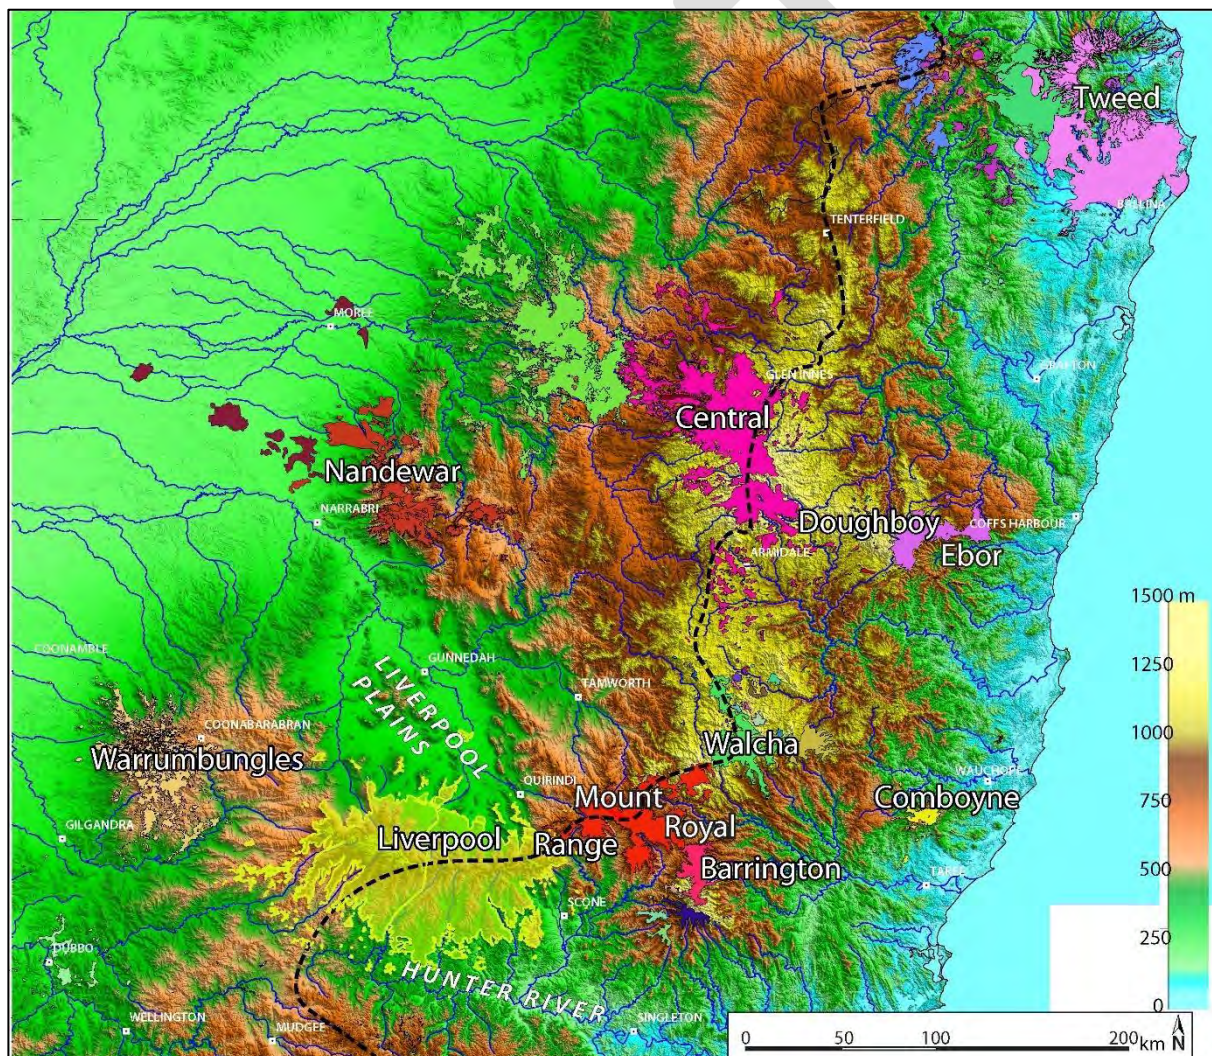 Tweed
BALLINA
TENTERFIELD
MOREE
GLEN INNES
GRAFTON
Central
Nandewar
NARRABRI
Doughboy
COFFS HARBOUR
Ebor
ARMIDALE
1500 m
1250
1000
750
500
250
0
COONAMBLE
GUNNEDAH
LIVERPOOL
PLAINS
TAMWORTH
COONABARABRAN
Warrumbungles
Walcha
WAUCHOPE
QUIRINDI
Mount
Comboyne
GILGANDRA
Liverpool
Range
Royal
Barrington
TAREE
SCONE
DUBBO
HUNTER RIVER
WELLINGTON
MUDGEE
SINGLETON
0 50 100 200 km
N